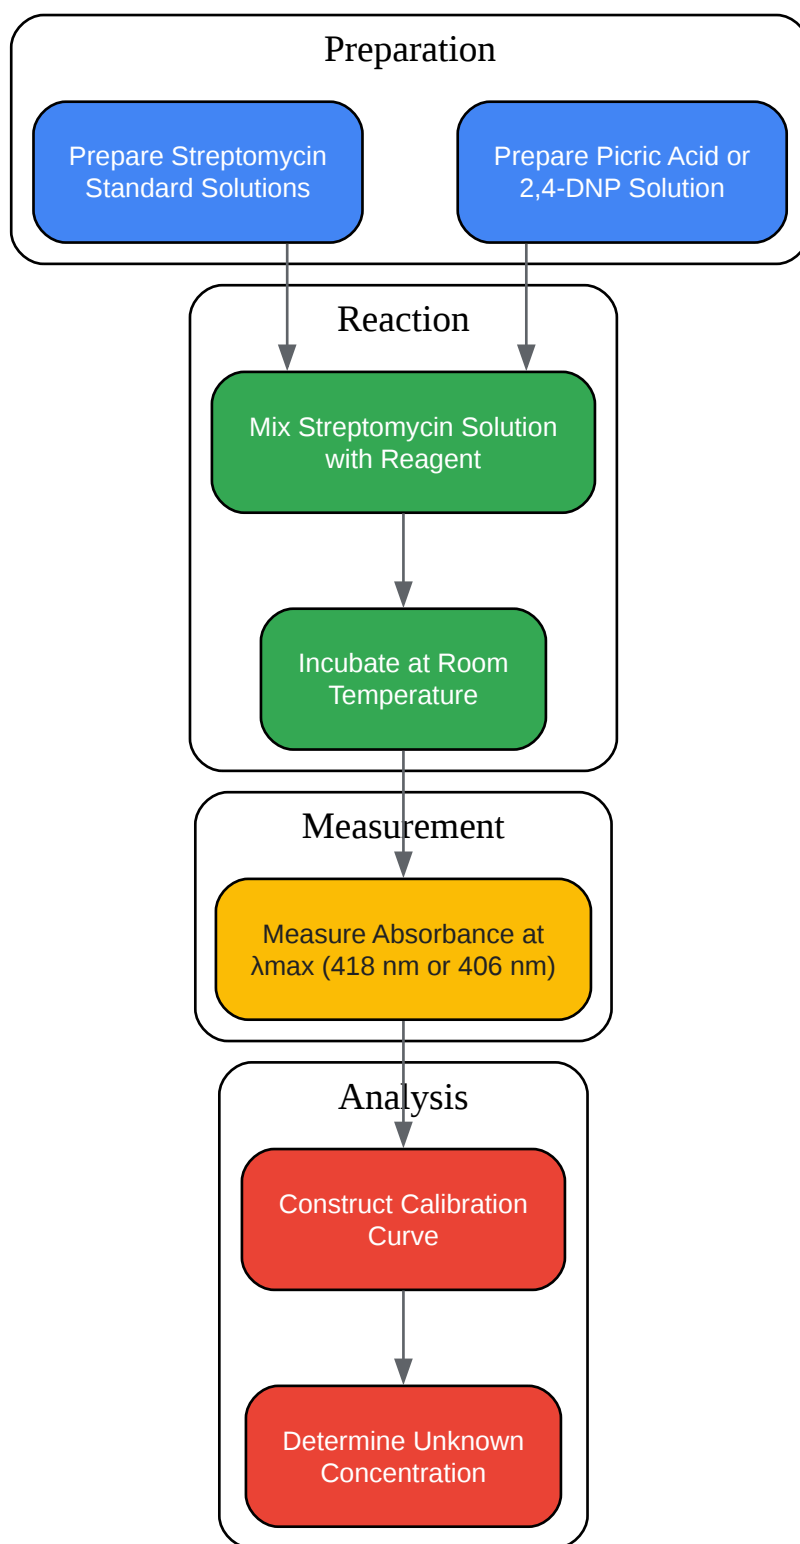 Preparation
Prepare Streptomycin
Standard Solutions
Prepare Picric Acid or
2,4-DNP Solution
Reaction
Mix Streptomycin Solution
with Reagent
Incubate at Room
Temperature
Measurement
Measure Absorbance at
λmax (418 nm or 406 nm)
Analysis
Construct Calibration
Curve
Determine Unknown
Concentration